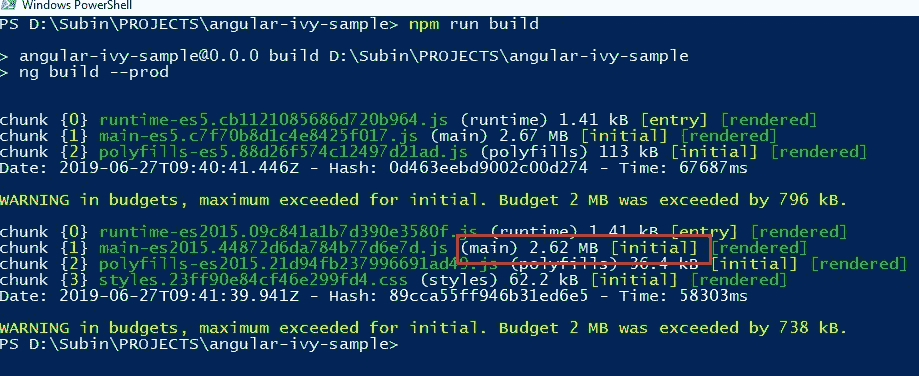 Windows PowerShell
PS D:\Subin\PROJECTS\angular-ivy-sample> npm run build
> angular-ivy-sample@0.0.0 build D:\Subin\PROJECTS\angular-ivy-sample
> ng build --prod
chunk {0} runtime-es5.cb1121085686d720b964.js (runtime) 1.41 kB [entry] [rendered]
chunk {1} main-es5.c7f70b8d1c4e8425f017.js (main) 2.67 MB [initial] [rendered]
chunk {2} polyfills-es5.88d26f574c12497d21ad.js (polyfills) 113 kB [initial] [rendered]
Date: 2019-06-27T09:40:41.446Z - Hash: 0d463eebd9002c00d274 - Time: 67687ms
WARNING in budgets, maximum exceeded for initial. Budget 2 MB was exceeded by 796 kB.
chunk {0} runtime-es2015.09c841a1b7d390e3580f.js (runtime) 1.41 kB [entry] [rendered]
chunk {1} main-es2015.44872d6da784b77d6e7d.js (main) 2.62 MB [initial] [rendered]
chunk {2} polyfills-es2015.21d94fb237996691ad49.js (polyfills) 36.4 kB [initial] [rendered]
chunk {3} styles.23ff90e84cf46e299fd4.css (styles) 62.2 kB [initial] [rendered]
Date: 2019-06-27T09:41:39.941Z - Hash: 89cca55ff946b31ed6e5 - Time: 58303ms
WARNING in budgets, maximum exceeded for initial. Budget 2 MB was exceeded by 738 kB.
PS D:\Subin\PROJECTS\angular-ivy-sample>